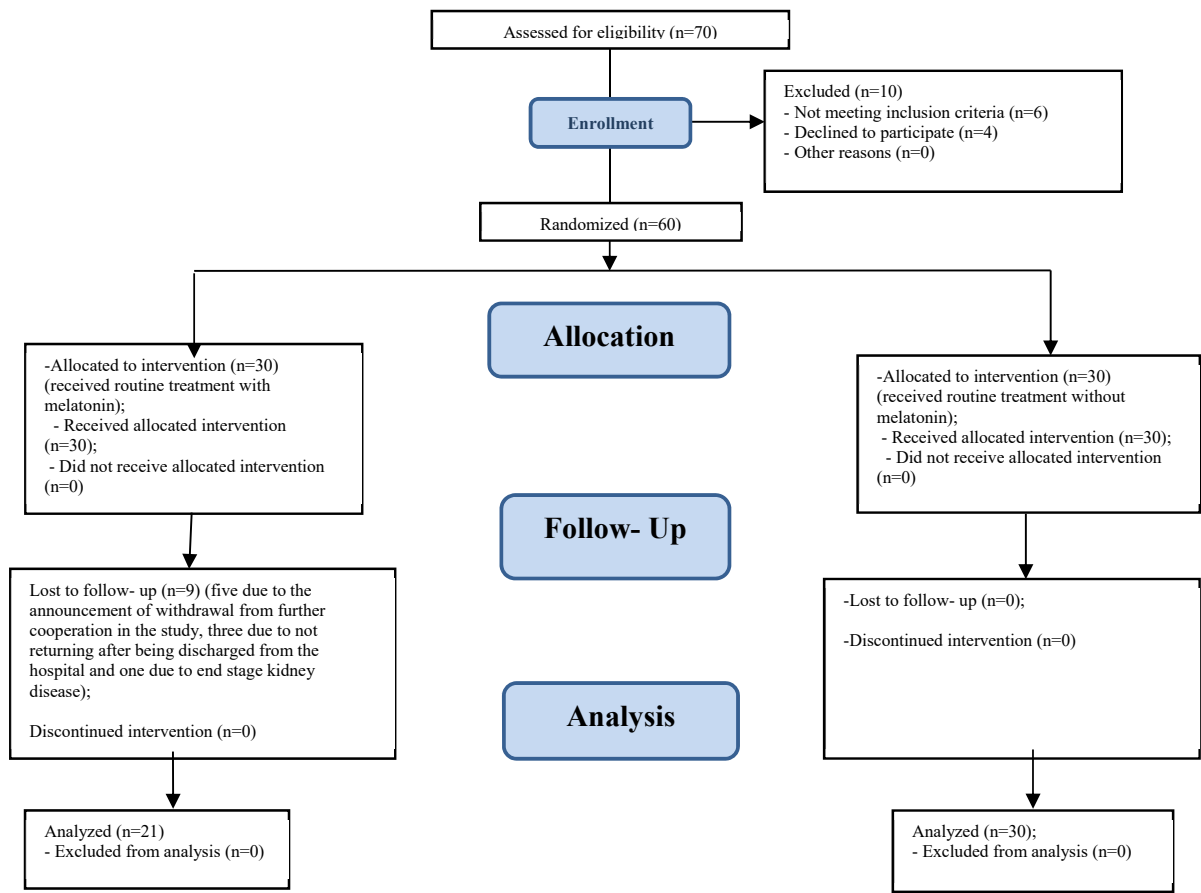 Assessed for eligibility (n=70)
Enrollment
Excluded (n=10)
- Not meeting inclusion criteria (n=6)
- Declined to participate (n=4)
- Other reasons (n=0)
Randomized (n=60)
Allocation
-Allocated to intervention (n=30)
(received routine treatment with
melatonin);
- Received allocated intervention
(n=30);
- Did not receive allocated intervention
(n=0)
-Allocated to intervention (n=30)
(received routine treatment without
melatonin);
- Received allocated intervention (n=30);
- Did not receive allocated intervention
(n=0)
Follow- Up
Lost to follow- up (n=9) (five due to the
announcement of withdrawal from further
cooperation in the study, three due to not
returning after being discharged from the
hospital and one due to end stage kidney
disease);
Discontinued intervention (n=0)
-Lost to follow- up (n=0);
-Discontinued intervention (n=0)
Analysis
Analyzed (n=21)
- Excluded from analysis (n=0)
Analyzed (n=30);
- Excluded from analysis (n=0)